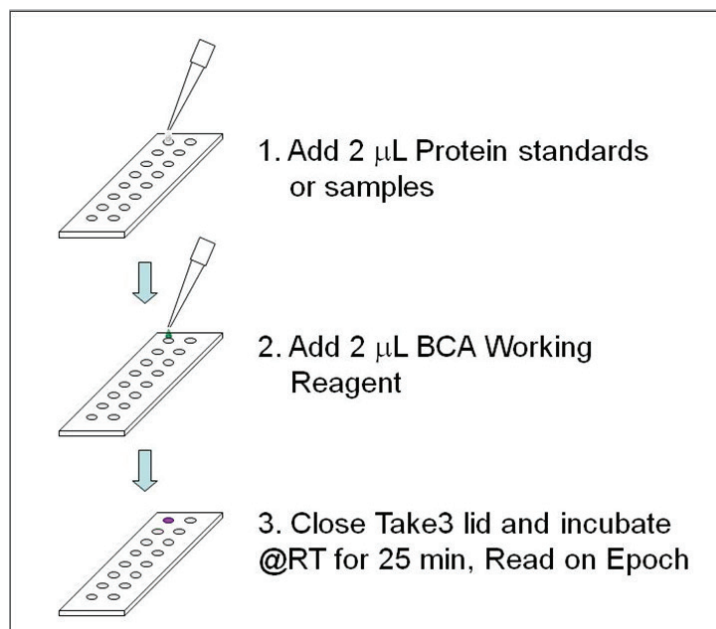 1. Add 2 μL Protein standards
or samples
2. Add 2 μL BCA Working
Reagent
3. Close Take3 lid and incubate
@RT for 25 min, Read on Epoch